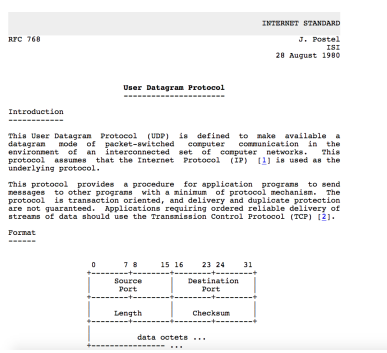 INTERNET STANDARD
RFC 768 J. Postel
ISI
28 August 1980
User Datagram Protocol
----------------------
Introduction
------------
This User Datagram Protocol (UDP) is defined to make available a
datagram mode of packet-switched computer communication in the
environment of an interconnected set of computer networks. This
protocol assumes that the Internet Protocol (IP) [1] is used as the
underlying protocol.
This protocol provides a procedure for application programs to send
messages to other programs with a minimum of protocol mechanism. The
protocol is transaction oriented, and delivery and duplicate protection
are not guaranteed. Applications requiring ordered reliable delivery of
streams of data should use the Transmission Control Protocol (TCP) [2].
Format
------
0 7 8 15 16 23 24 31
+--------+--------+--------+--------+
| Source | Destination |
| Port | Port |
+--------+--------+--------+--------+
| | |
| Length | Checksum |
+--------+--------+--------+--------+
|
| data octets ...
+---------------- ...